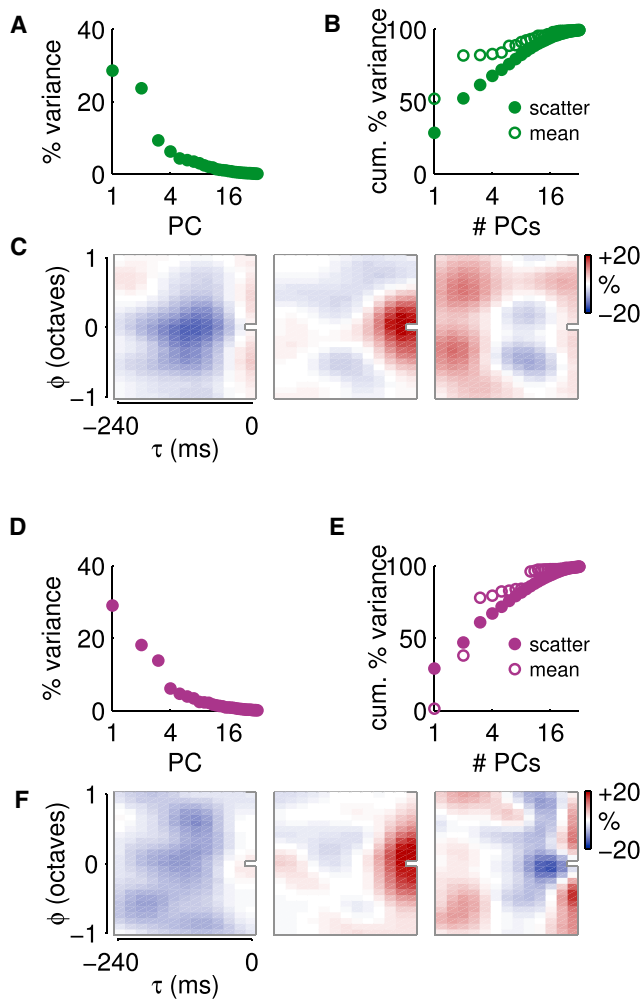 A
40
20
0
% variance
1
4
16
PC
B
100
50
0
cum. % variance
scatter
mean
1
4
16
# PCs
C
1
0
−1
ϕ (octaves)
+20
%
−20
−240
0
τ (ms)
D
40
20
0
% variance
1
4
16
PC
E
100
50
0
cum. % variance
scatter
mean
1
4
16
# PCs
F
1
0
−1
ϕ (octaves)
+20
%
−20
−240
0
τ (ms)